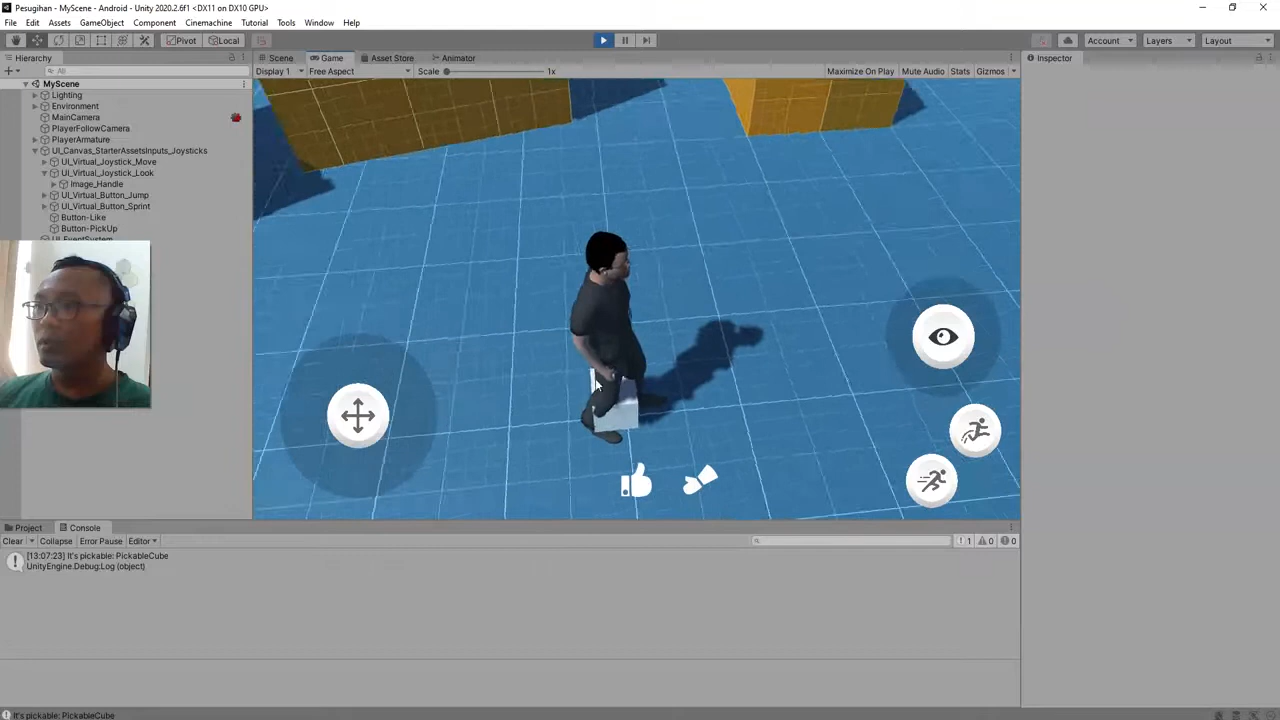 Pesugihan - MyScene - Android - Unity 2020.2.6f1 <DX11 on DX10 GPU>
File Edit Assets GameObject Component Cinemachine Tutorial Tools Window Help
Pivot Local Account Layers Layout
Hierarchy Scene Game Asset Store Animator Inspector
All
Display 1 Free Aspect Scale 1x Maximize On Play Mute Audio Stats Gizmos
MyScene
Lighting
Environment
MainCamera
PlayerFollowCamera
PlayerArmature
UI_Canvas_StarterAssetsInputs_Joysticks
UI_Virtual_Joystick_Move
UI_Virtual_Joystick_Look
Image_Handle
UI_Virtual_Button_Jump
UI_Virtual_Button_Sprint
Button-Like
Button-PickUp
Project Console
Clear Collapse Error Pause Editor 1 0 0
[13:07:23] It's pickable: PickableCube
UnityEngine.Debug:Log (object)
It's pickable: PickableCube